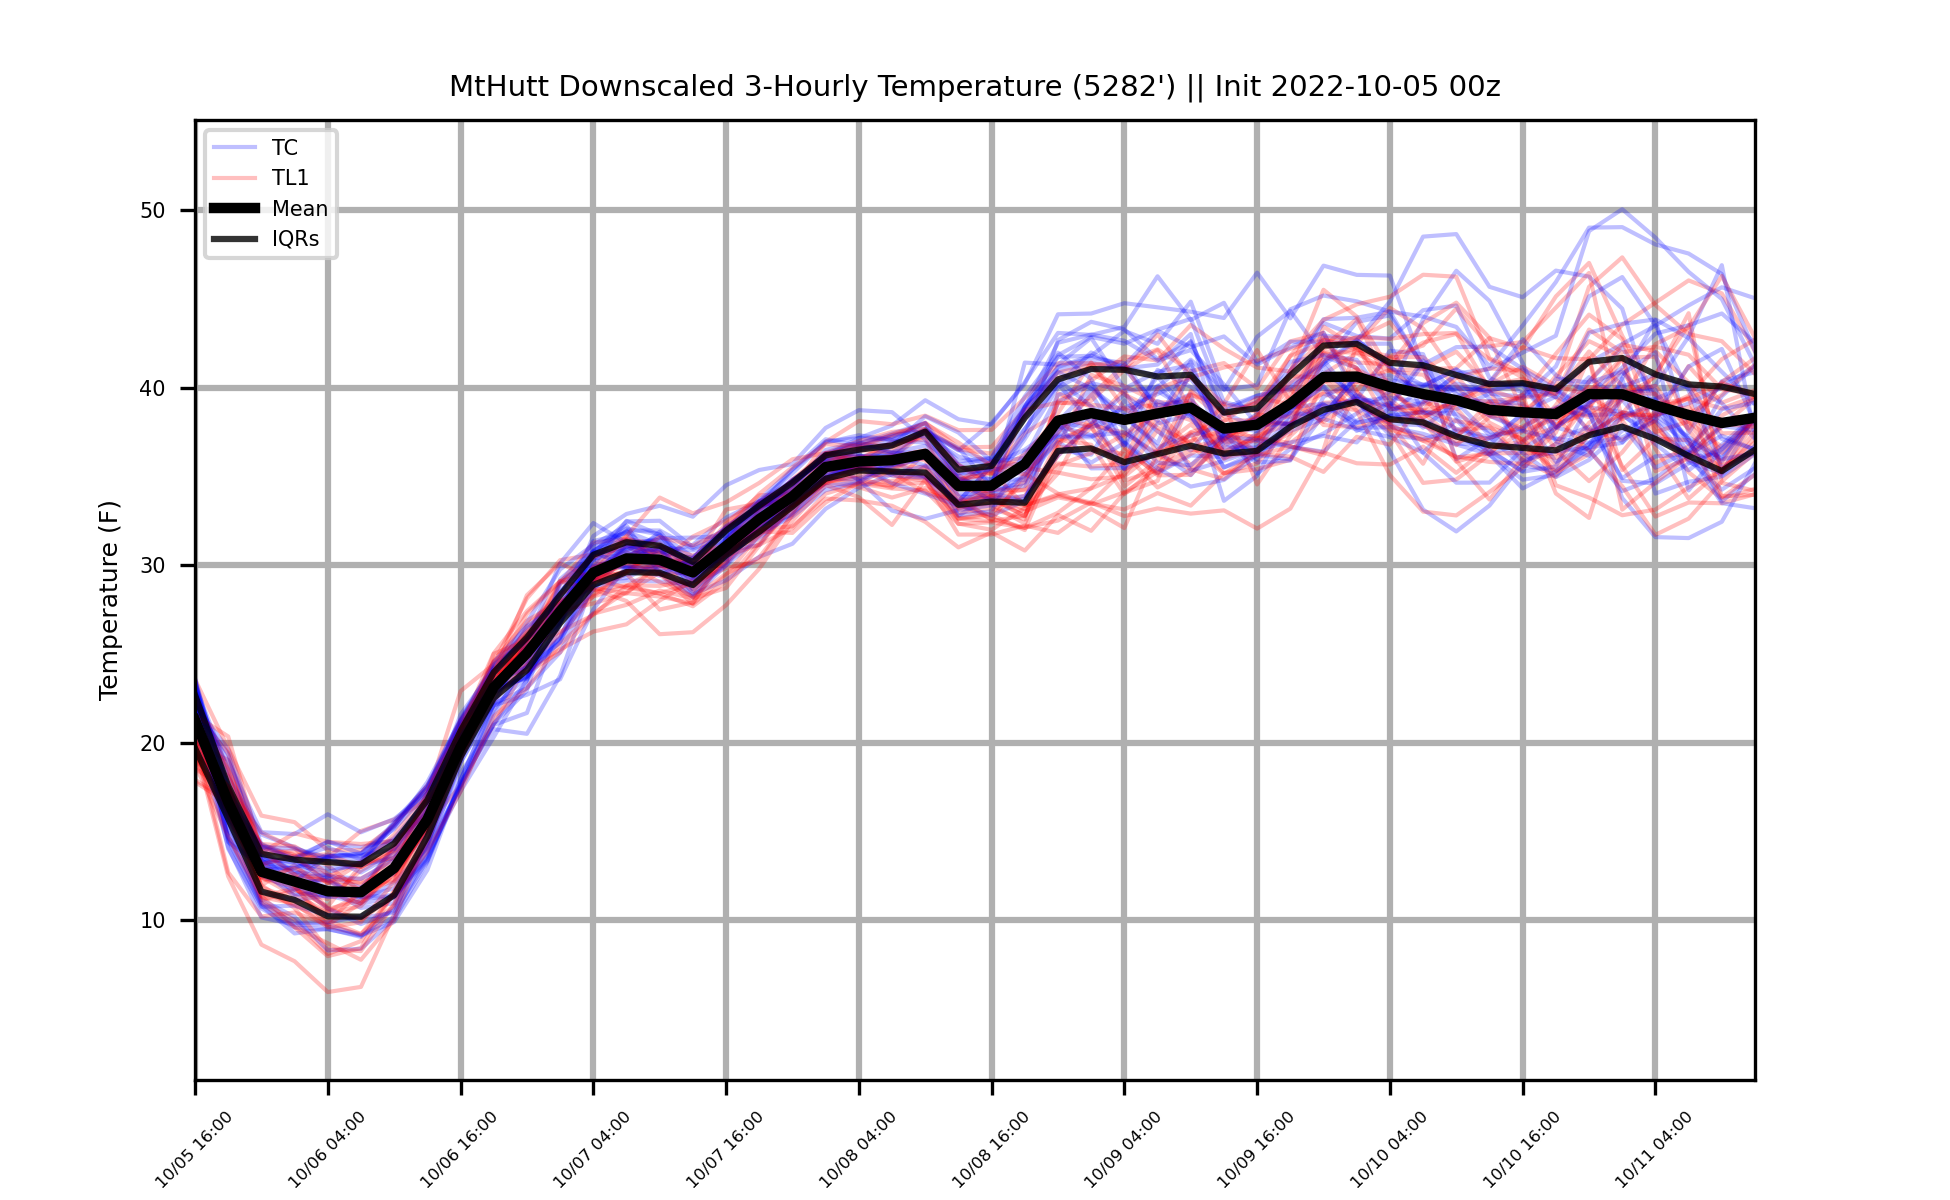 MtHutt Downscaled 3-Hourly Temperature (5282') || Init 2022-10-05 00z
TC
TL1
Mean
IQRs
Temperature (F)
50
40
30
20
10
10/05 16:00
10/06 04:00
10/06 16:00
10/07 04:00
10/07 16:00
10/08 04:00
10/08 16:00
10/09 04:00
10/09 16:00
10/10 04:00
10/10 16:00
10/11 04:00